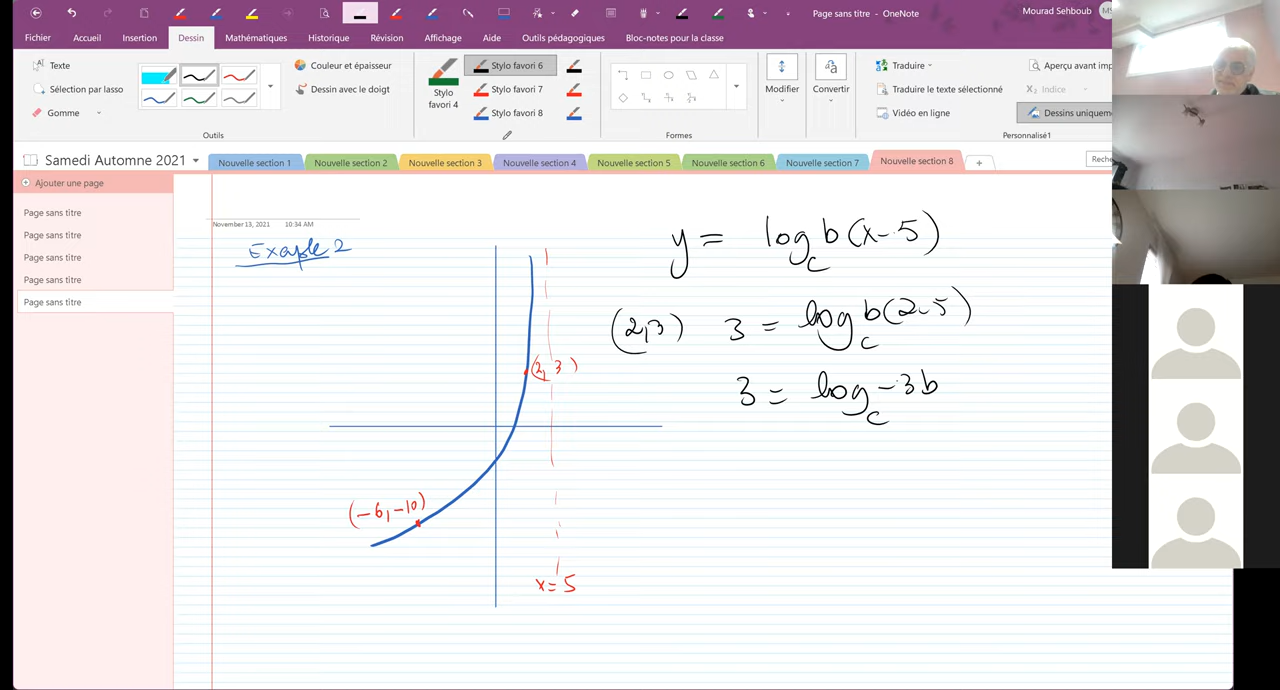 Page sans titre - OneNote
Mourad Sehboub
MS
Fichier Accueil Insertion Dessin Mathématiques Historique Révision Affichage Aide Outils pédagogiques Bloc-notes pour la classe
Texte
Sélection par lasso
Gomme
Outils
Couleur et épaisseur
Dessin avec le doigt
Stylo favori 4
Stylo favori 6
Stylo favori 7
Stylo favori 8
Formes
Modifier
Convertir
Traduire
Traduire le texte sélectionné
Vidéo en ligne
Aperçu avant imp
Indice
Dessins uniqueme
Personnalisé1
Samedi Automne 2021
Nouvelle section 1 Nouvelle section 2 Nouvelle section 3 Nouvelle section 4 Nouvelle section 5 Nouvelle section 6 Nouvelle section 7 Nouvelle section 8
Reche
Ajouter une page
Page sans titre
Page sans titre
Page sans titre
Page sans titre
Page sans titre
November 13, 2021 10:34 AM
Exaple 2
y = log_c b(x-5)
(2,3) 3 = log_c b(2-5)
3 = log_c -3b
(2, 3)
(-6,-10)
x=5